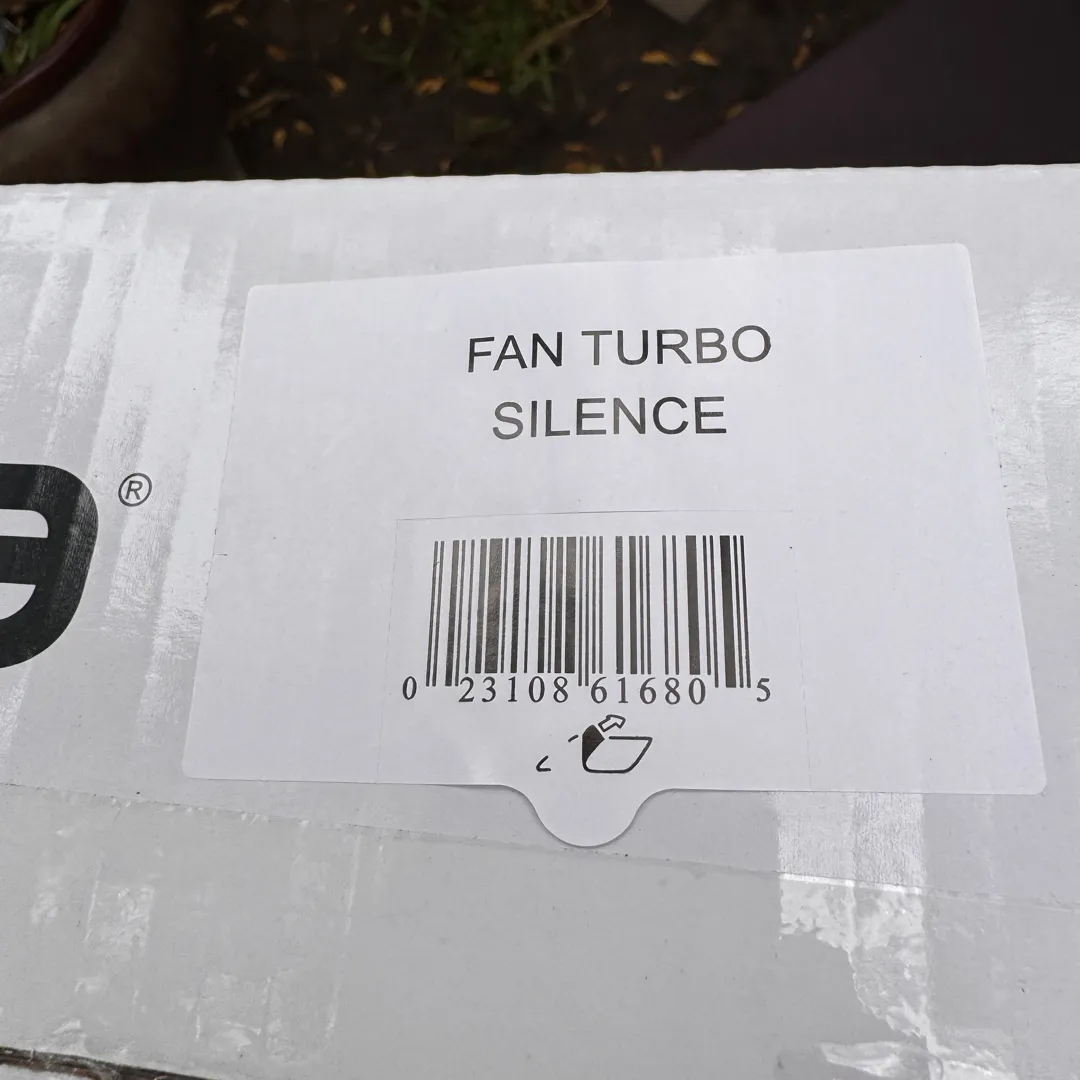 FAN TURBO
SILENCE
®
0 23108 61680 5